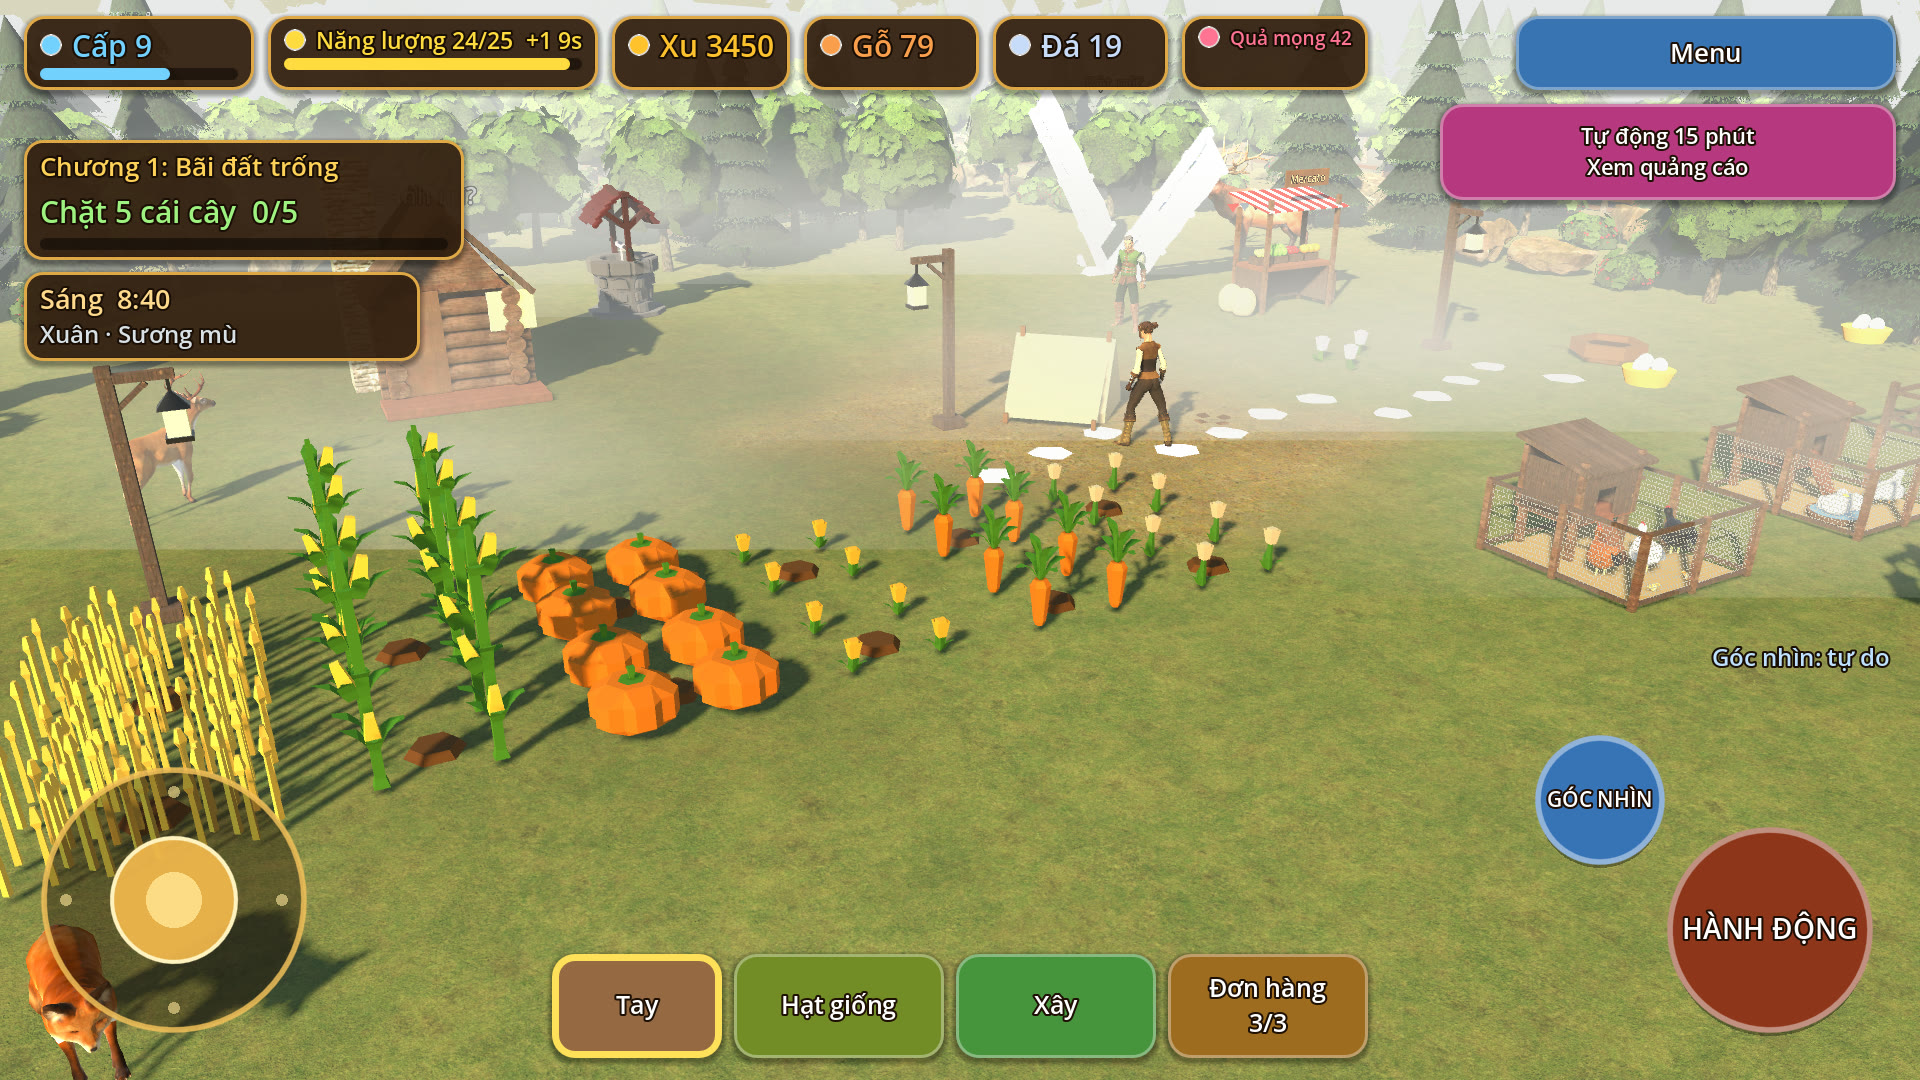 Cấp 9
Năng lượng 24/25 +1 9s
Xu 3450
Gỗ 79
Đá 19
Quả mọng 42
Menu
Tự động 15 phút
Xem quảng cáo
Chương 1: Bãi đất trống
Chặt 5 cái cây 0/5
Sáng 8:40
Xuân · Sương mù
Mercato
Góc nhìn: tự do
GÓC NHÌN
HÀNH ĐỘNG
Tay
Hạt giống
Xây
Đơn hàng
3/3